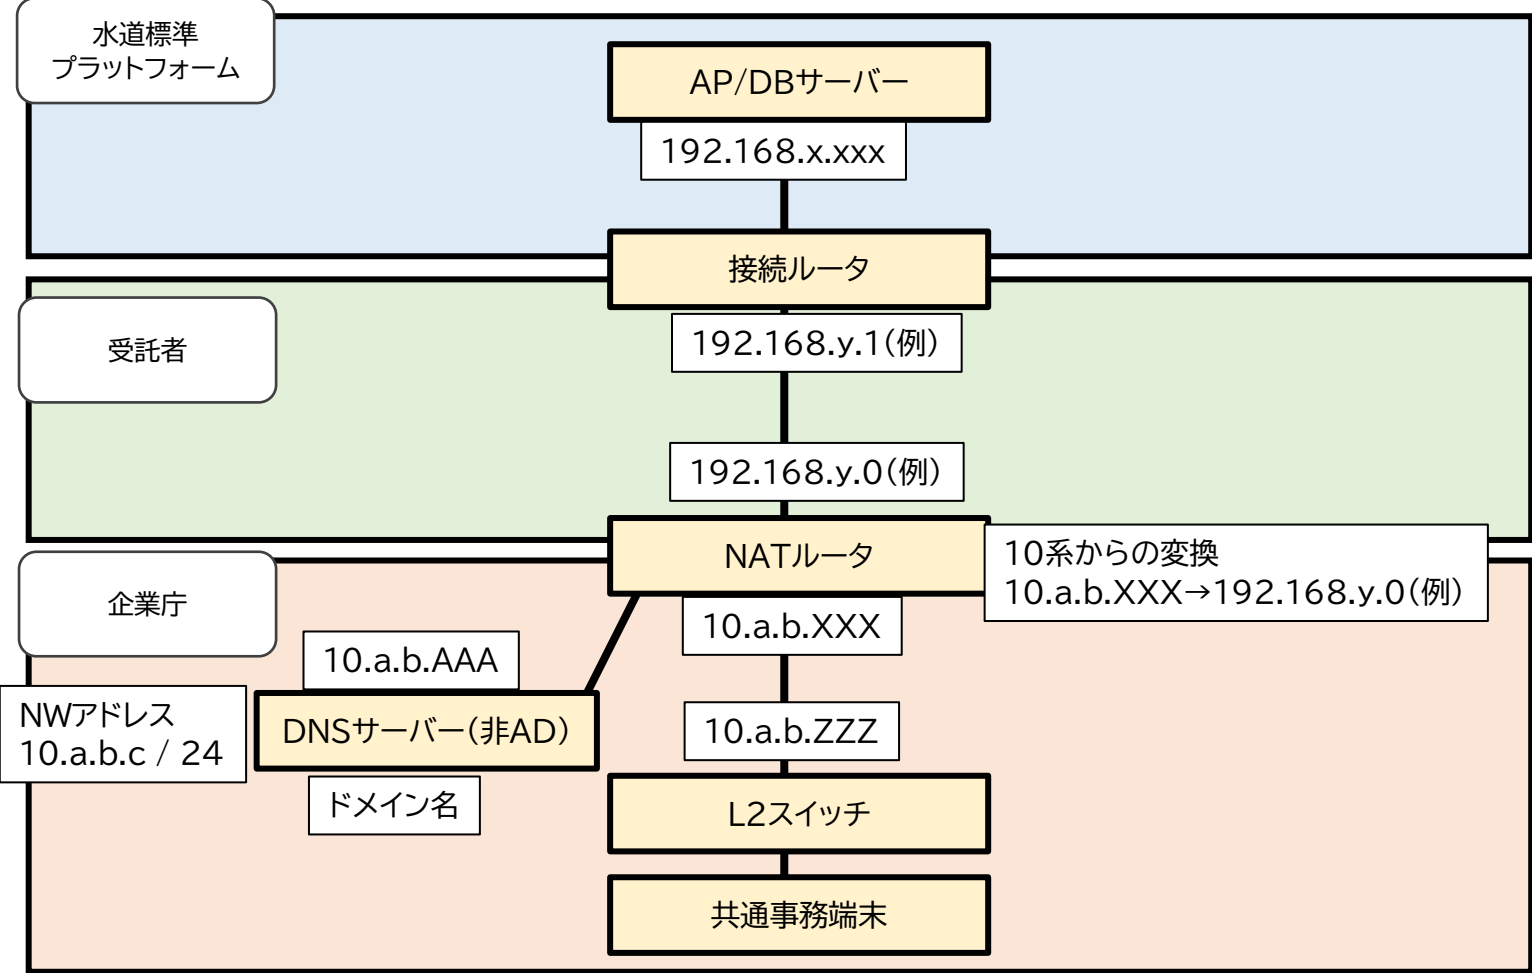 水道標準
プラットフォーム
AP/DBサーバー
192.168.x.xxx
接続ルータ
受託者
192.168.y.1(例)
192.168.y.0(例)
NATルータ
10系からの変換
10.a.b.XXX→192.168.y.0(例)
企業庁
10.a.b.XXX
10.a.b.AAA
NWアドレス
10.a.b.c / 24
DNSサーバー(非AD)
10.a.b.ZZZ
ドメイン名
L2スイッチ
共通事務端末